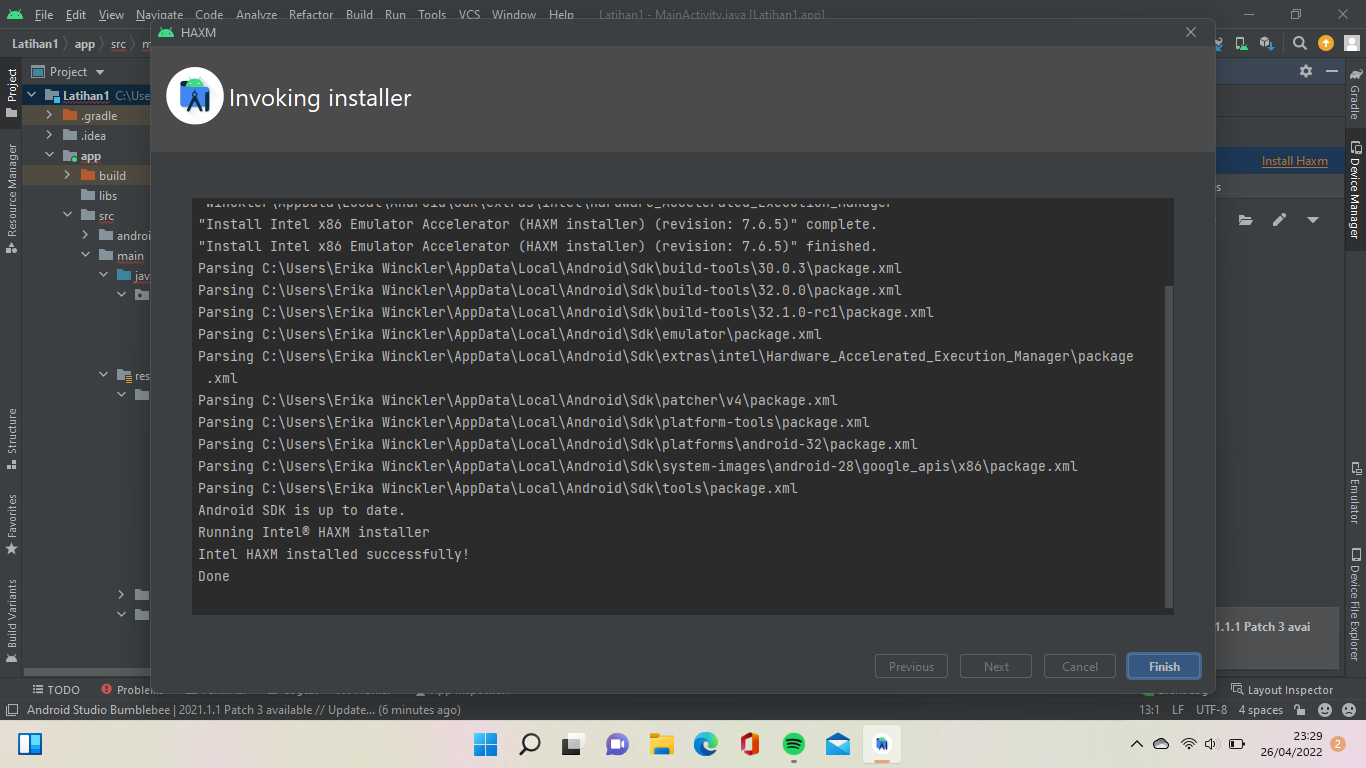 File Edit View Navigate Code Analyze Refactor Build Run Tools VCS Window Help Latihan1 - MainActivity.java [Latihan1.app]
HAXM
Latihan1 app src m
Invoking installer
Project
Latihan1 C:\Use
.gradle
.idea
app
build
libs
src
androi
main
jav
res
Install Haxm
"Install Intel x86 Emulator Accelerator (HAXM installer) (revision: 7.6.5)" complete.
"Install Intel x86 Emulator Accelerator (HAXM installer) (revision: 7.6.5)" finished.
Parsing C:\Users\Erika Winckler\AppData\Local\Android\Sdk\build-tools\30.0.3\package.xml
Parsing C:\Users\Erika Winckler\AppData\Local\Android\Sdk\build-tools\32.0.0\package.xml
Parsing C:\Users\Erika Winckler\AppData\Local\Android\Sdk\build-tools\32.1.0-rc1\package.xml
Parsing C:\Users\Erika Winckler\AppData\Local\Android\Sdk\emulator\package.xml
Parsing C:\Users\Erika Winckler\AppData\Local\Android\Sdk\extras\intel\Hardware_Accelerated_Execution_Manager\package
.xml
Parsing C:\Users\Erika Winckler\AppData\Local\Android\Sdk\patcher\v4\package.xml
Parsing C:\Users\Erika Winckler\AppData\Local\Android\Sdk\platform-tools\package.xml
Parsing C:\Users\Erika Winckler\AppData\Local\Android\Sdk\platforms\android-32\package.xml
Parsing C:\Users\Erika Winckler\AppData\Local\Android\Sdk\system-images\android-28\google_apis\x86\package.xml
Parsing C:\Users\Erika Winckler\AppData\Local\Android\Sdk\tools\package.xml
Android SDK is up to date.
Running Intel® HAXM installer
Intel HAXM installed successfully!
Done
Previous Next Cancel Finish
1.1.1 Patch 3 avai
Project
Resource Manager
Structure
Favorites
Build Variants
Gradle
Device Manager
Emulator
Device File Explorer
TODO Problems
Layout Inspector
Android Studio Bumblebee | 2021.1.1 Patch 3 available // Update... (6 minutes ago)
13:1 LF UTF-8 4 spaces
23:29
26/04/2022
2